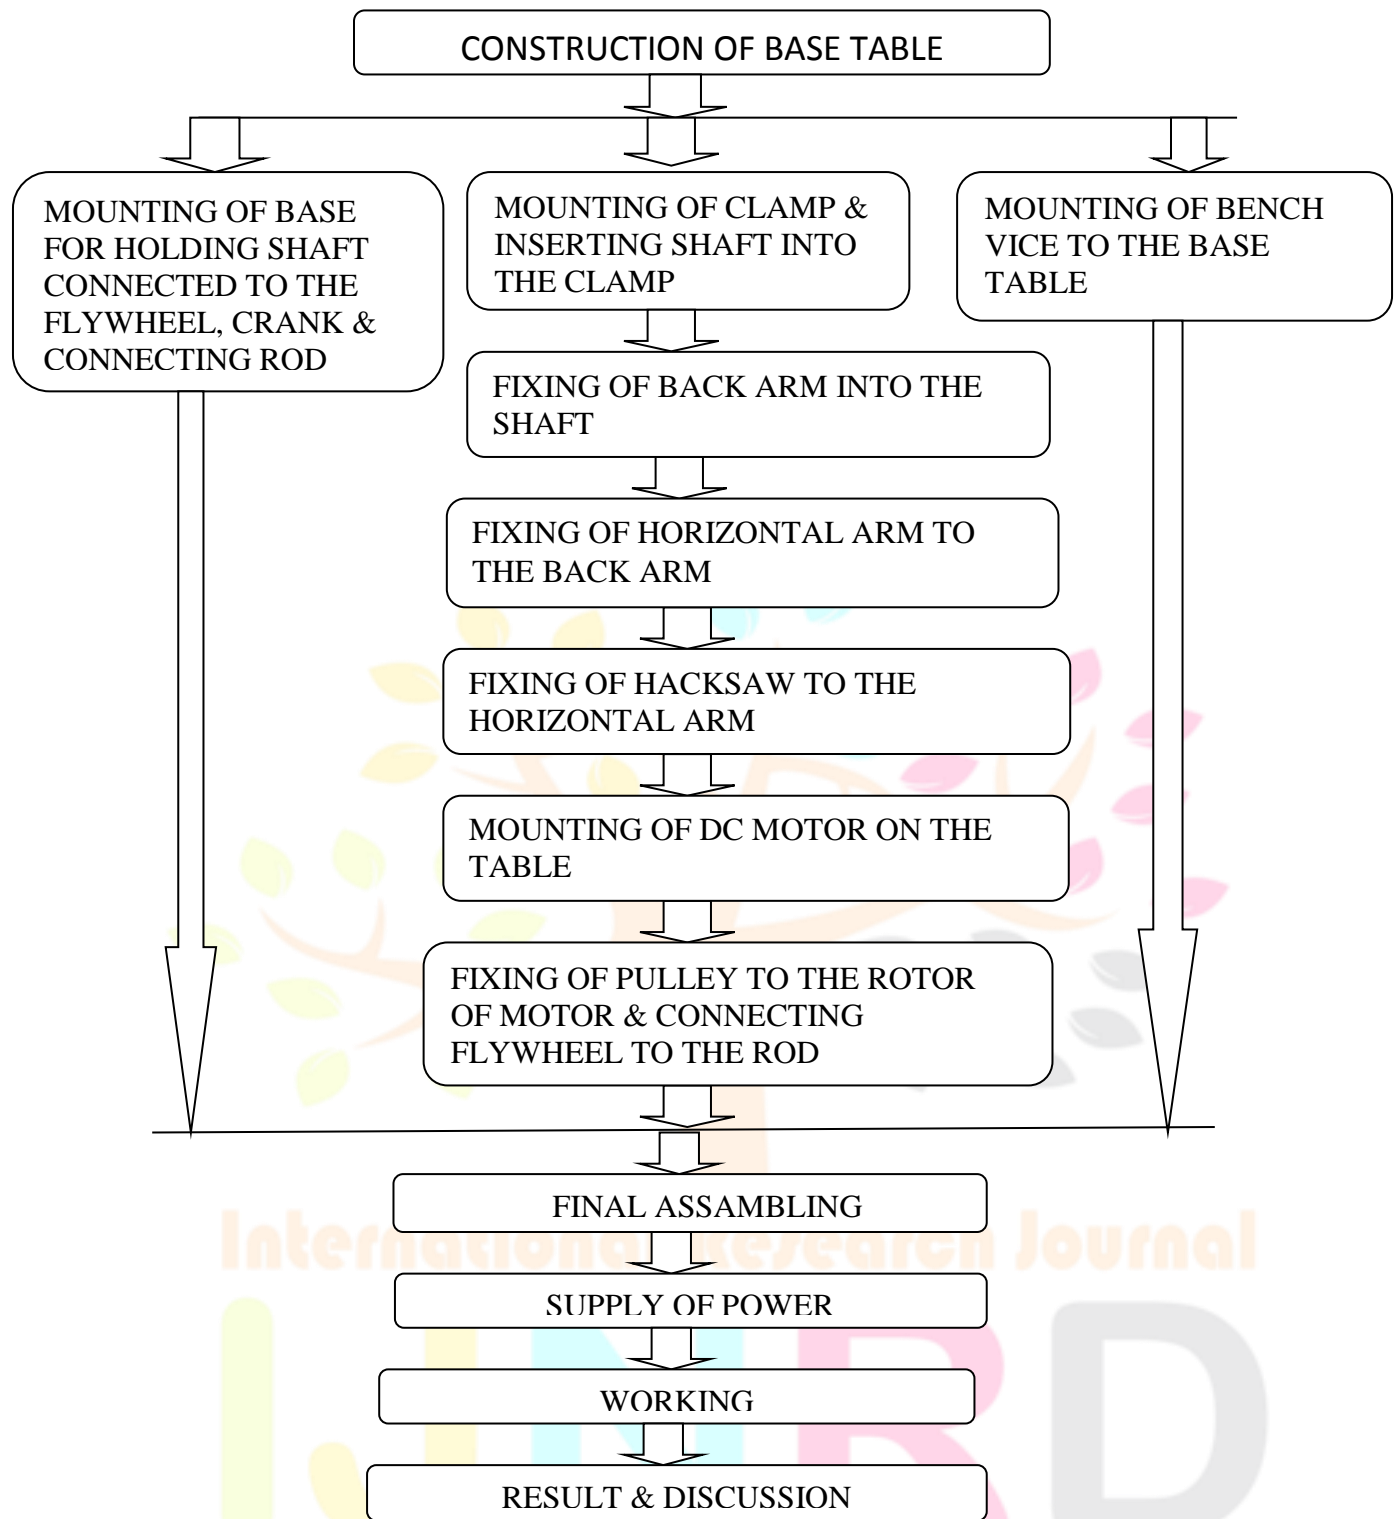 CONSTRUCTION OF BASE TABLE
MOUNTING OF BASE
FOR HOLDING SHAFT
CONNECTED TO THE
FLYWHEEL, CRANK &
CONNECTING ROD
MOUNTING OF CLAMP &
INSERTING SHAFT INTO
THE CLAMP
MOUNTING OF BENCH
VICE TO THE BASE
TABLE
FIXING OF BACK ARM INTO THE
SHAFT
FIXING OF HORIZONTAL ARM TO
THE BACK ARM
FIXING OF HACKSAW TO THE
HORIZONTAL ARM
MOUNTING OF DC MOTOR ON THE
TABLE
FIXING OF PULLEY TO THE ROTOR
OF MOTOR & CONNECTING
FLYWHEEL TO THE ROD
FINAL ASSAMBLING
International Research Journal
SUPPLY OF POWER
IJNRD
WORKING
RESULT & DISCUSSION